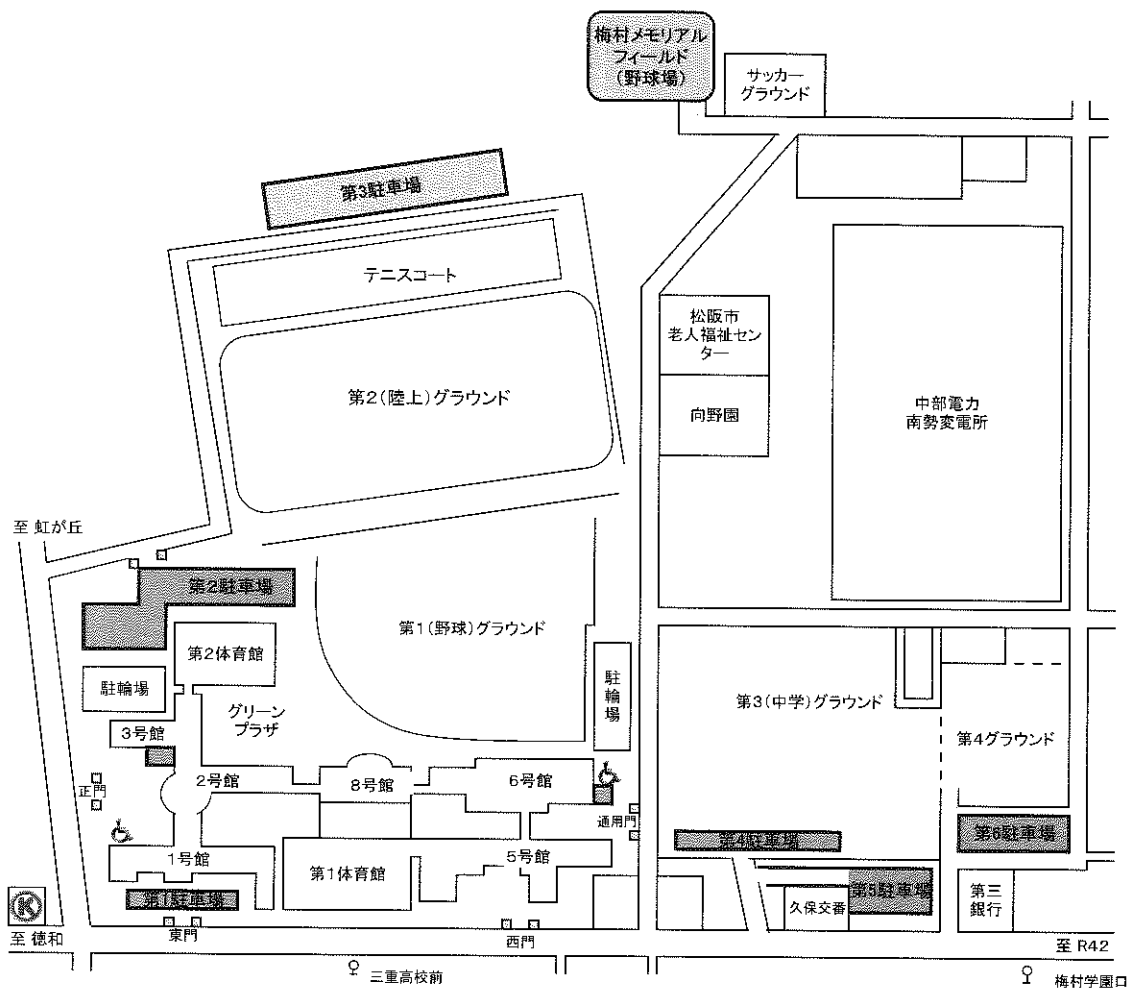 梅村メモリアル
フィールド
(野球場)
サッカー
グラウンド
第3駐車場
テニスコート
第2(陸上)グラウンド
松阪市
老人福祉セン
ター
向野園
中部電力
南勢変電所
至 虹が丘
第2駐車場
第1(野球)グラウンド
第2体育館
駐輪場
駐輪場
グリーン
プラザ
3号館
第3(中学)グラウンド
第4グラウンド
2号館
8号館
6号館
正門
通用門
第4駐車場
第6駐車場
1号館
第1体育館
5号館
第1駐車場
第5駐車場
久保交番
第三
銀行
K
至 徳和
東門
西門
至 R42
三重高校前
梅村学園口